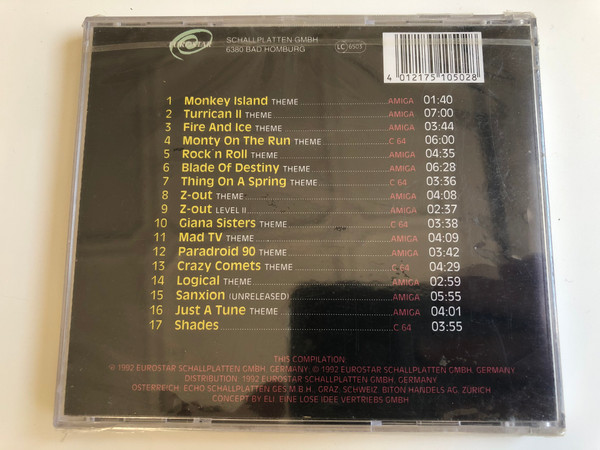 EUROSTAR
SCHALLPLATTEN GMBH
6380 BAD HOMBURG
LC 6503
4 012175 105028
1 Monkey Island THEME AMIGA 01:40
2 Turrican II THEME AMIGA 07:00
3 Fire And Ice THEME AMIGA 03:44
4 Monty On The Run THEME C 64 06:00
5 Rock'n Roll THEME AMIGA 04:35
6 Blade Of Destiny THEME AMIGA 06:28
7 Thing On A Spring THEME C 64 03:36
8 Z-out THEME AMIGA 04:08
9 Z-out LEVEL II AMIGA 02:37
10 Giana Sisters THEME C 64 03:38
11 Mad TV THEME AMIGA 04:09
12 Paradroid 90 THEME AMIGA 03:42
13 Crazy Comets THEME C 64 04:29
14 Logical THEME AMIGA 02:59
15 Sanxion (UNRELEASED) AMIGA 05:55
16 Just A Tune THEME AMIGA 04:01
17 Shades C 64 03:55
THIS COMPILATION:
℗ 1992 EUROSTAR SCHALLPLATTEN GMBH, GERMANY, © 1992 EUROSTAR SCHALLPLATTEN GMBH, GERMANY,
DISTRIBUTION: 1992 EUROSTAR SCHALLPLATTEN GMBH, GERMANY
ÖSTERREICH: ECHO SCHALLPLATTEN GES.M.B.H., GRAZ, SCHWEIZ: BITON HANDELS AG, ZÜRICH
CONCEPT BY ELI, EINE LOSE IDEE VERTRIEBS GMBH